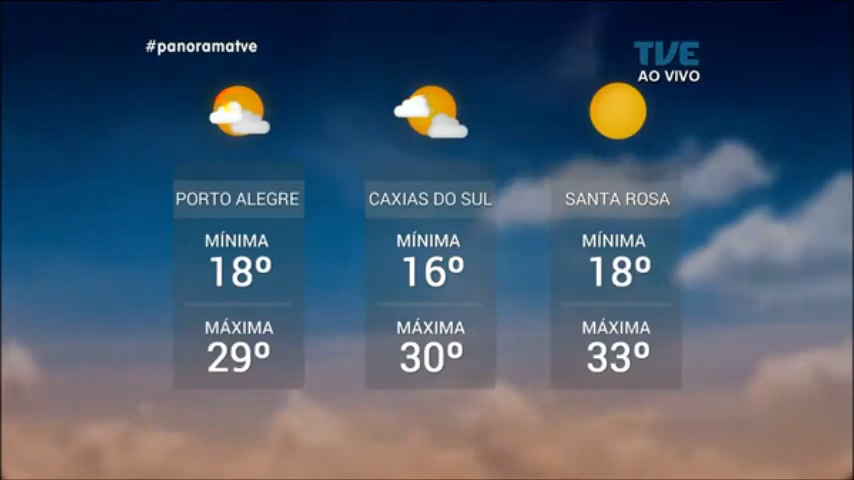 #panoramatve
TVE
AO VIVO
PORTO ALEGRE
MÍNIMA
18º
MÁXIMA
29º
CAXIAS DO SUL
MÍNIMA
16º
MÁXIMA
30º
SANTA ROSA
MÍNIMA
18º
MÁXIMA
33º